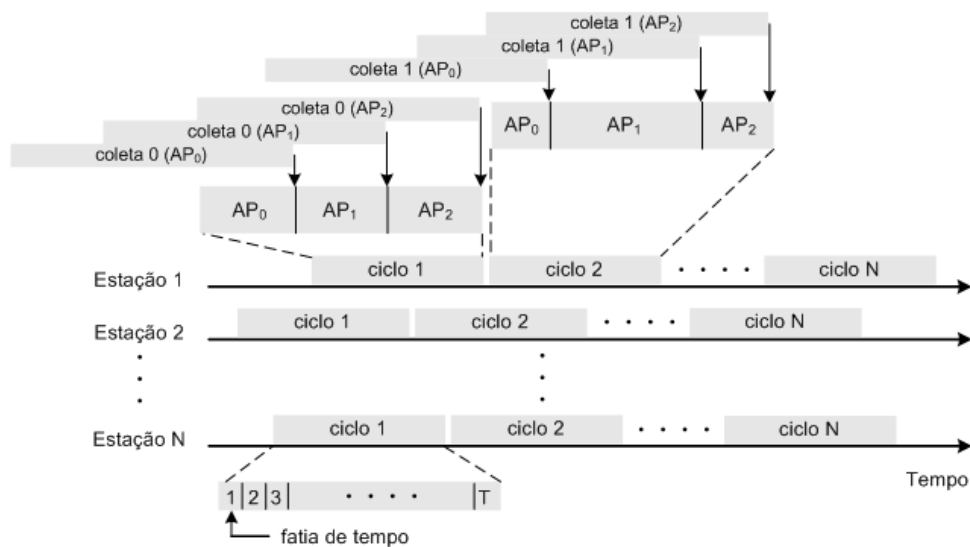 coleta 1 (AP₂)
coleta 1 (AP₁)
coleta 1 (AP₀)
coleta 0 (AP₂)
coleta 0 (AP₁)
coleta 0 (AP₀)
AP₀ AP₁ AP₂
AP₀ AP₁ AP₂
Estação 1 ciclo 1 ciclo 2 · · · · · ciclo N
Estação 2 ciclo 1 ciclo 2 · · · · · ciclo N
Estação N ciclo 1 ciclo 2 · · · · · ciclo N
Tempo
1 2 3 · · · · T
fatia de tempo